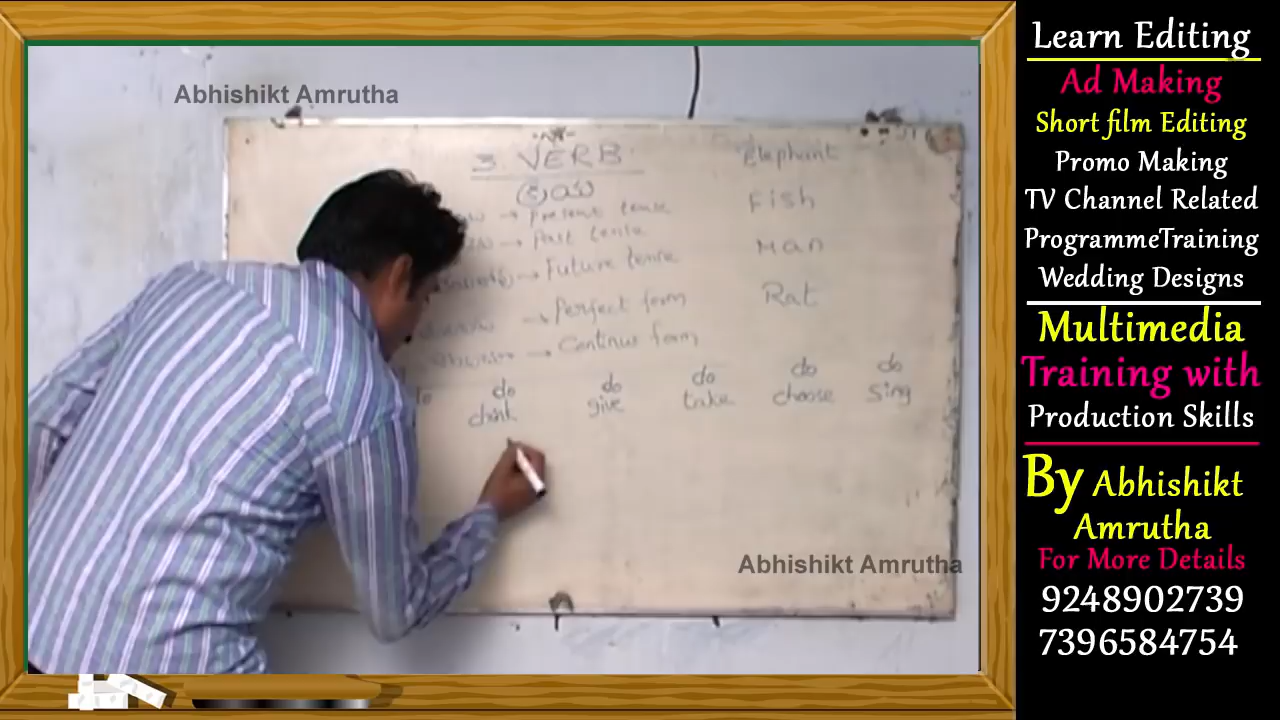 Abhishikt Amrutha
3. VERB
→ Present tense
→ Past tense
→ Future tense
→ Perfect form
→ Continus form
Elephant
Fish
Man
Rat
do do do do do
drink give take choose sing
Abhishikt Amrutha
Learn Editing
Ad Making
Short film Editing
Promo Making
TV Channel Related
ProgrammeTraining
Wedding Designs
Multimedia
Training with
Production Skills
By Abhishikt
Amrutha
For More Details
9248902739
7396584754